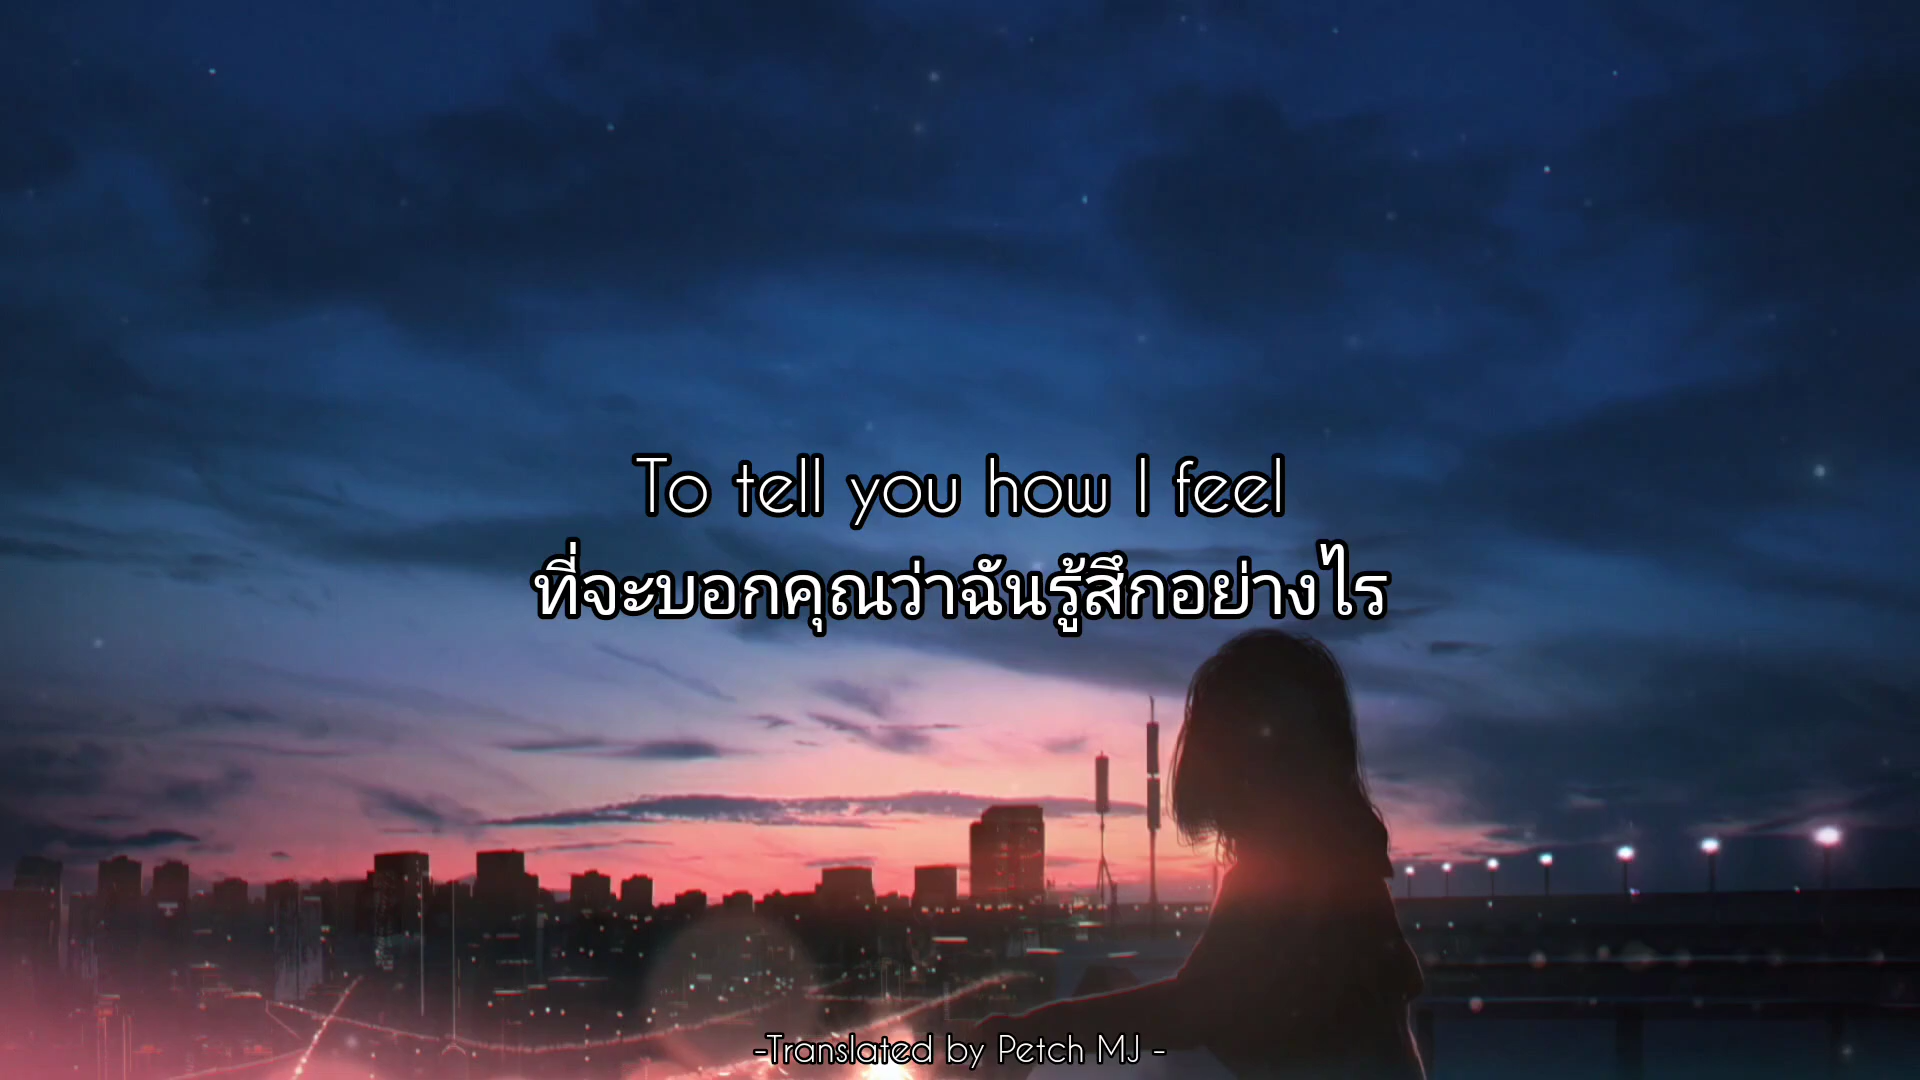 To tell you how I feel
ที่จะบอกคุณว่าฉันรู้สึกอย่างไร
-Translated by Petch MJ -